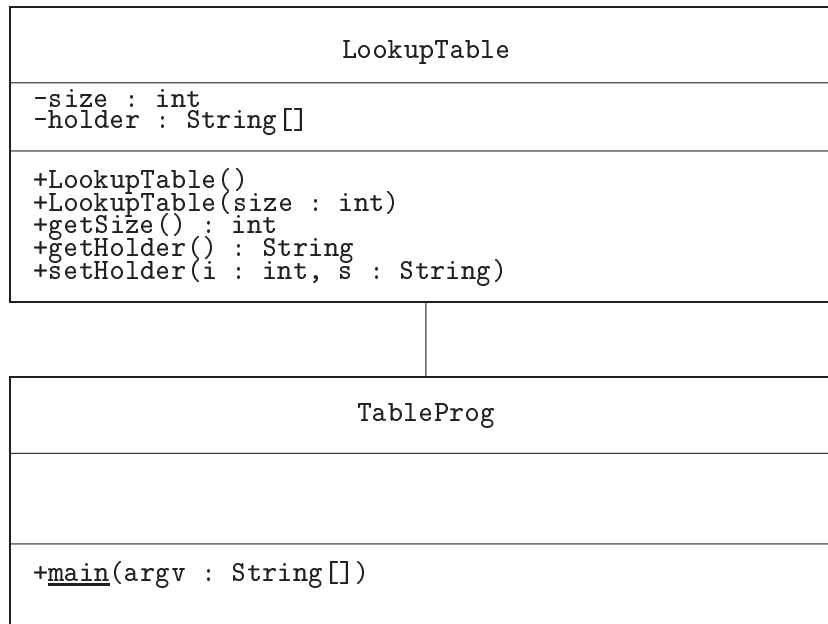 LookupTable
-size : int
-holder : String[]
+LookupTable()
+LookupTable(size : int)
+getSize() : int
+getHolder() : String
+setHolder(i : int, s : String)
TableProg
+main(argv : String[])